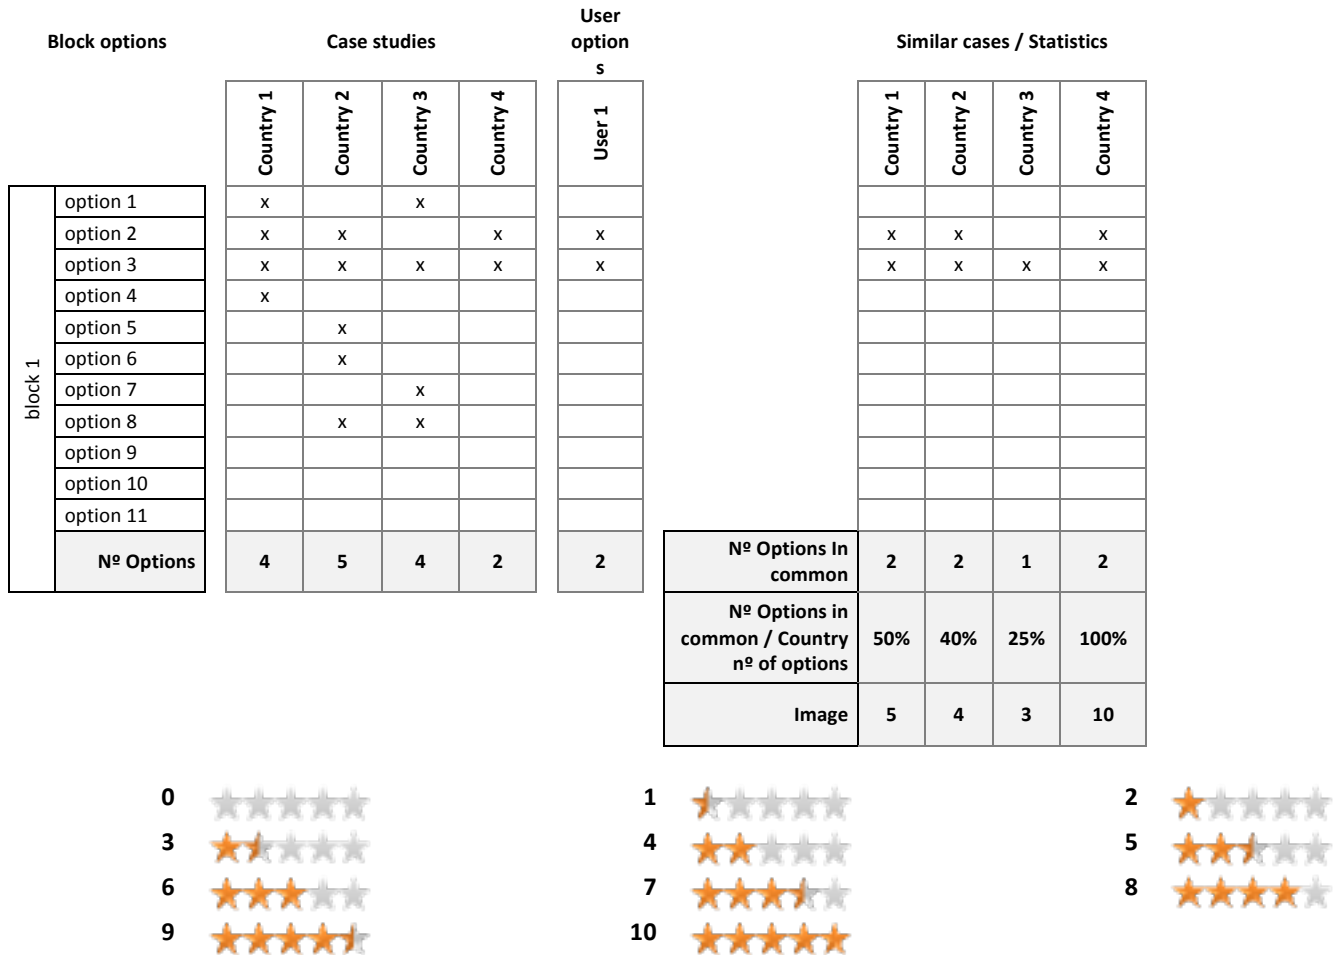 Block options
Case studies
User
option
s
Similar cases / Statistics
Country 1
Country 2
Country 3
Country 4
User 1
Country 1
Country 2
Country 3
Country 4
block 1
option 1 x x
option 2 x x x x x x x
option 3 x x x x x x x x x
option 4 x
option 5 x
option 6 x
option 7 x
option 8 x x
option 9
option 10
option 11
Nº Options 4 5 4 2 2
Nº Options In
common 2 2 1 2
Nº Options in
common / Country
nº of options 50% 40% 25% 100%
Image 5 4 3 10
0 1 2
3 4 5
6 7 8
9 10